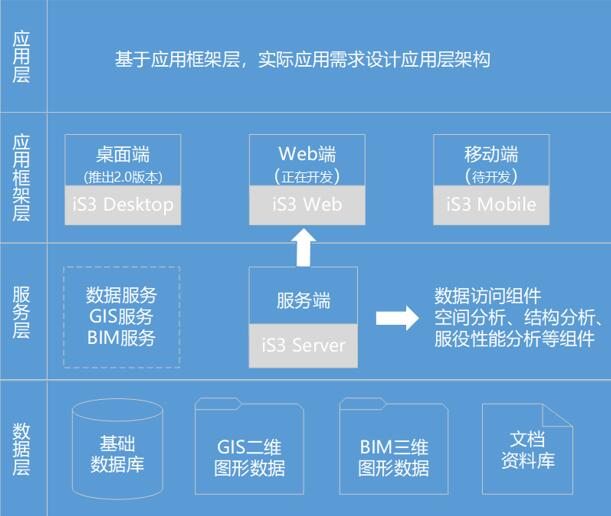 应用层
基于应用框架层，实际应用需求设计应用层架构
应用框架层
桌面端
(推出2.0版本)
iS3 Desktop
Web端
(正在开发)
iS3 Web
移动端
(待开发)
iS3 Mobile
服务层
数据服务
GIS服务
BIM服务
服务端
iS3 Server
数据访问组件
空间分析、结构分析、
服役性能分析等组件
数据层
基础
数据库
GIS二维
图形数据
BIM三维
图形数据
文档
资料库